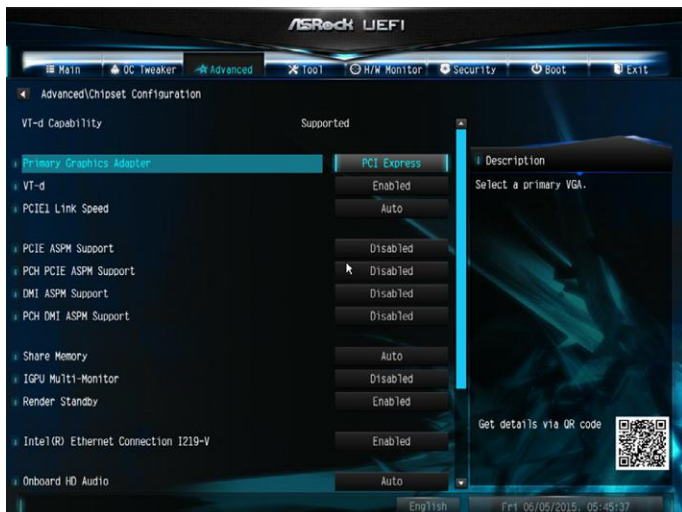 ASRock UEFI
Main OC Tweaker Advanced Tool H/W Monitor Security Boot Exit
Advanced\Chipset Configuration
VT-d Capability Supported
Primary Graphics Adapter PCI Express
VT-d Enabled
PCIE1 Link Speed Auto
PCIE ASPM Support Disabled
PCH PCIE ASPM Support Disabled
DMI ASPM Support Disabled
PCH DMI ASPM Support Disabled
Share Memory Auto
IGPU Multi-Monitor Disabled
Render Standby Enabled
Intel(R) Ethernet Connection I219-V Enabled
Onboard HD Audio Auto
Description
Select a primary VGA.
Get details via QR code
English Fri 06/05/2015. 05:45:37